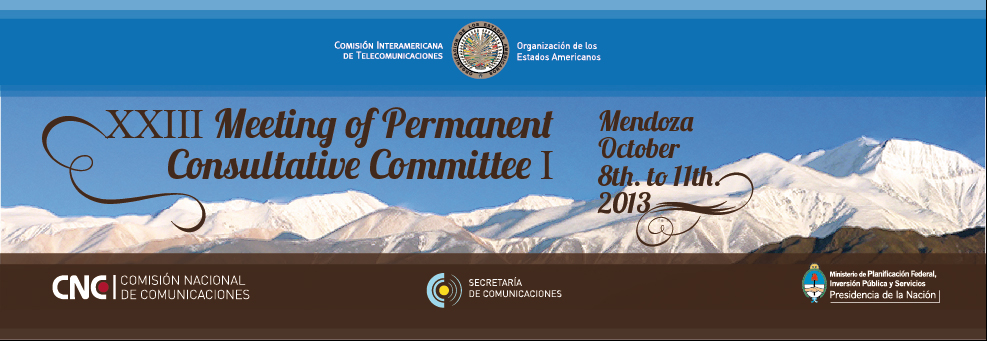 COMISIÓN INTERAMERICANA
DE TELECOMUNICACIONES
Organización de los
Estados Americanos
XXIII Meeting of Permanent
Consultative Committee I
Mendoza
October
8th. to 11th.
2013
CNC
COMISIÓN NACIONAL
DE COMUNICACIONES
SECRETARÍA
DE COMUNICACIONES
Ministerio de Planificación Federal,
Inversión Pública y Servicios
Presidencia de la Nación